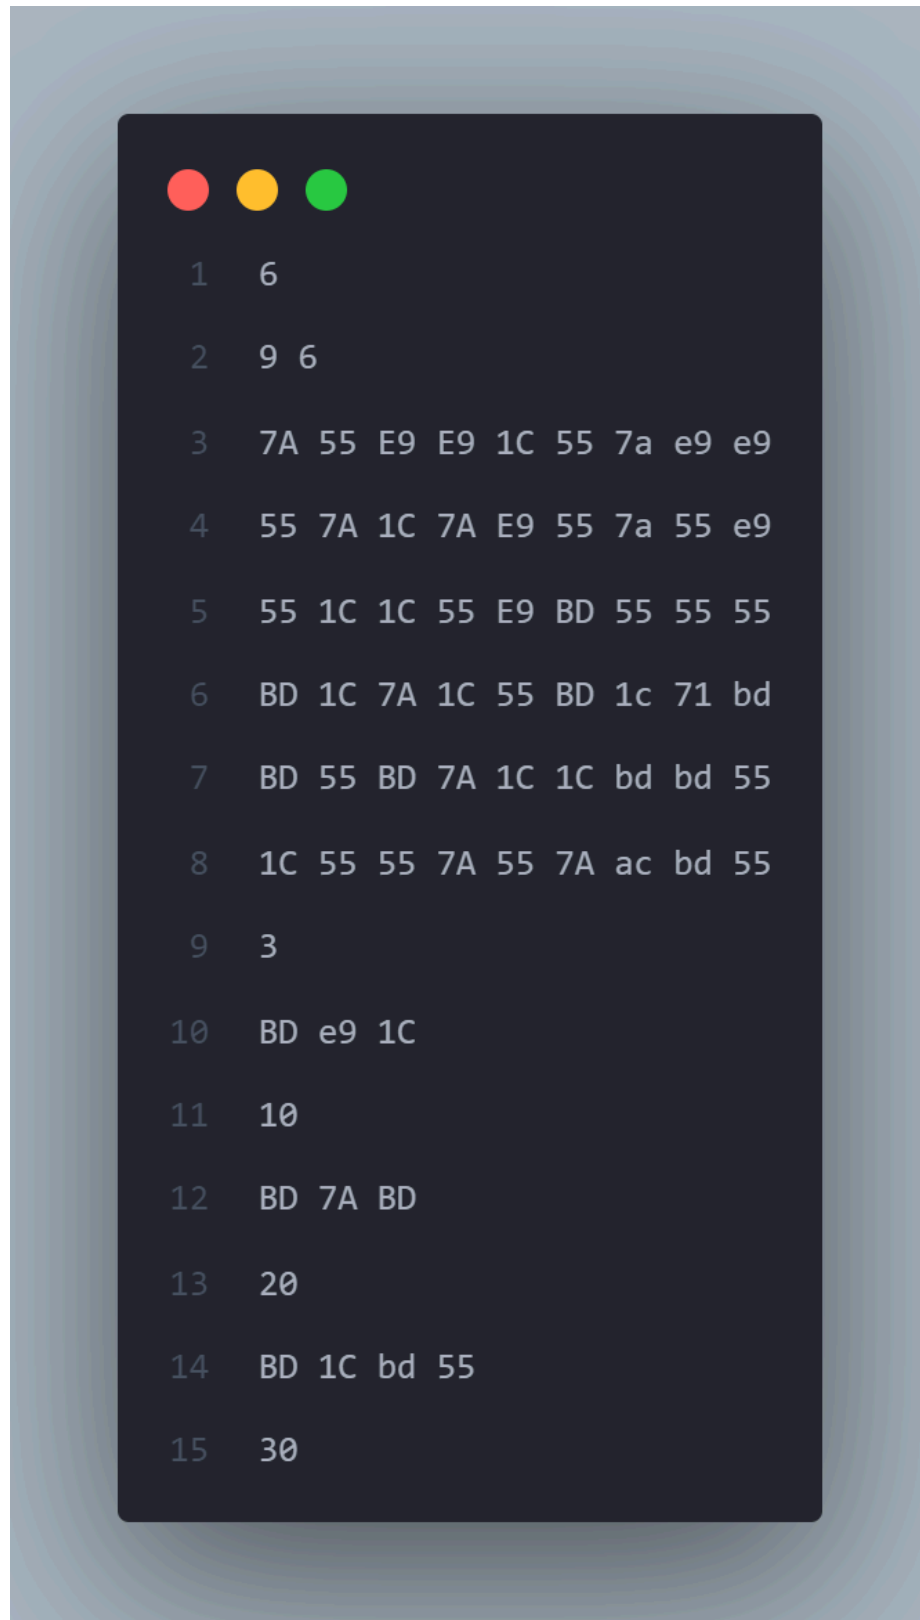 1 6
2 9 6
3 7A 55 E9 E9 1C 55 7a e9 e9
4 55 7A 1C 7A E9 55 7a 55 e9
5 55 1C 1C 55 E9 BD 55 55 55
6 BD 1C 7A 1C 55 BD 1c 71 bd
7 BD 55 BD 7A 1C 1C bd bd 55
8 1C 55 55 7A 55 7A ac bd 55
9 3
10 BD e9 1C
11 10
12 BD 7A BD
13 20
14 BD 1C bd 55
15 30